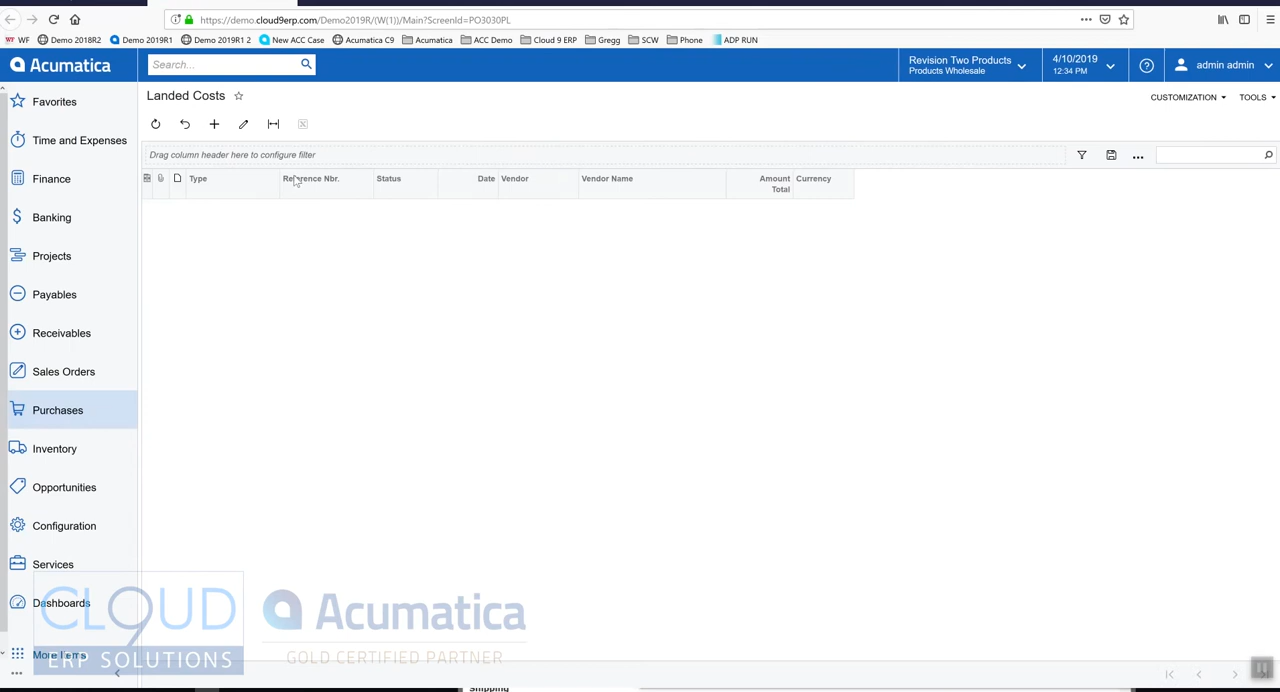 https://demo.cloud9erp.com/Demo2019R/(W(1))/Main?ScreenId=PO3030PL
WF Demo 2018R2 Demo 2019R1 Demo 2019R1 2 New ACC Case Acumatica C9 Acumatica ACC Demo Cloud 9 ERP Gregg SCW Phone ADP RUN
Acumatica
Search...
Revision Two Products
Products Wholesale
4/10/2019
12:34 PM
admin admin
Landed Costs
CUSTOMIZATION
TOOLS
Drag column header here to configure filter
Type Reference Nbr. Status Date Vendor Vendor Name Amount Total Currency
Favorites
Time and Expenses
Finance
Banking
Projects
Payables
Receivables
Sales Orders
Purchases
Inventory
Opportunities
Configuration
Services
Dashboards
More Items
CLOUD
9
ERP SOLUTIONS
Acumatica
GOLD CERTIFIED PARTNER
Shipping